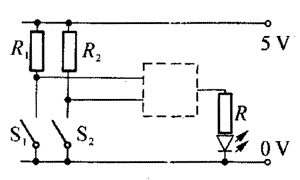 R₁ R₂
5 V
S₁ S₂
R
0 V